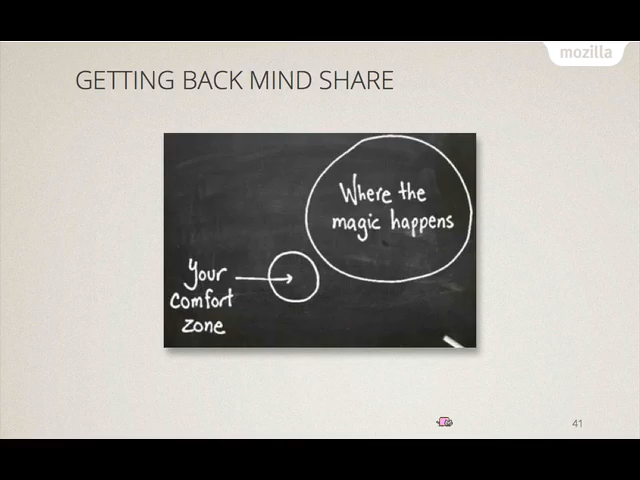 mozilla
GETTING BACK MIND SHARE
Where the
magic happens
Your
comfort
zone
41